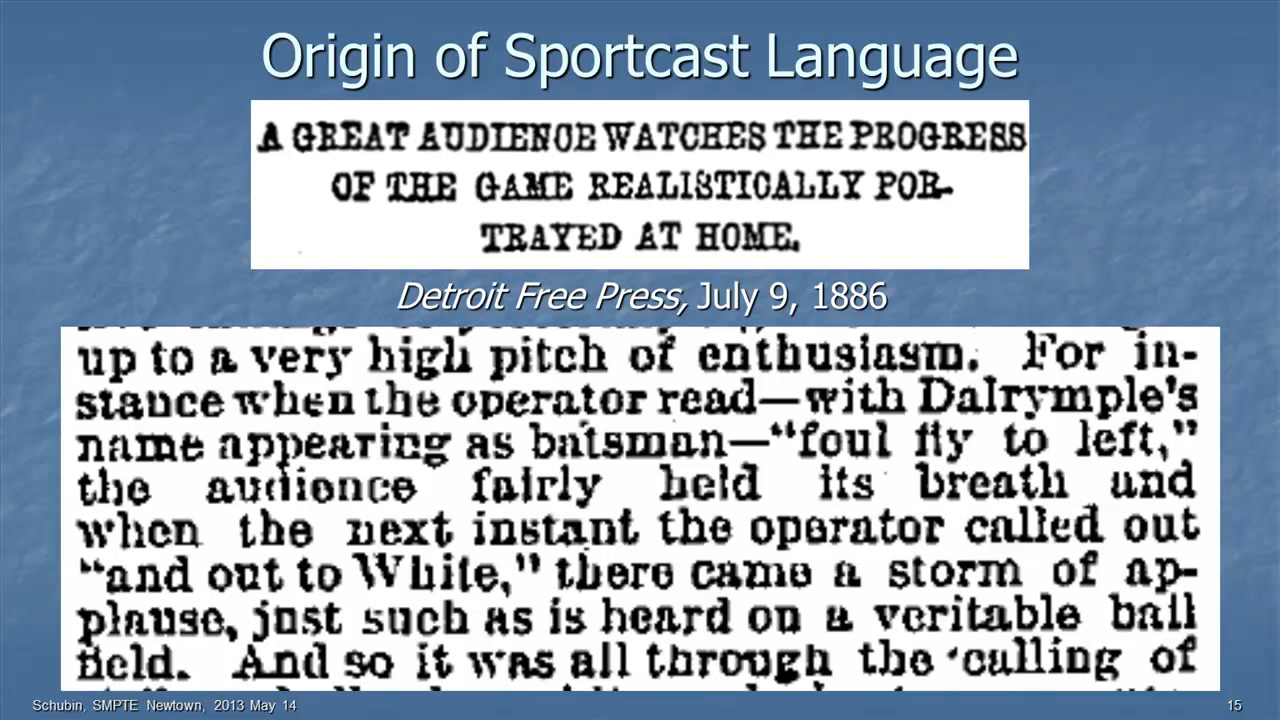 Origin of Sportcast Language
A GREAT AUDIENCE WATCHES THE PROGRESS
OF THE GAME REALISTICALLY POR-
TRAYED AT HOME.
Detroit Free Press, July 9, 1886
up to a very high pitch of enthusiasm. For in-
stance when the operator read—with Dalrymple's
name appearing as batsman—“foul fly to left,”
the audience fairly held its breath and
when the next instant the operator called out
“and out to White,” there came a storm of ap-
plause, just such as is heard on a veritable ball
field. And so it was all through the calling of
Schubin, SMPTE Newtown, 2013 May 14
15